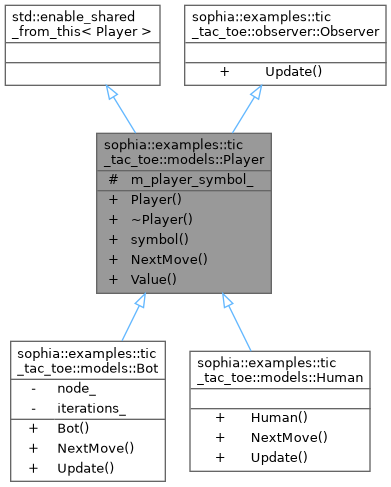 std::enable_shared
_from_this< Player >
sophia::examples::tic
_tac_toe::observer::Observer
+ Update()
sophia::examples::tic
_tac_toe::models::Player
# m_player_symbol_
+ Player()
+ ~Player()
+ symbol()
+ NextMove()
+ Value()
sophia::examples::tic
_tac_toe::models::Bot
- node_
- iterations_
+ Bot()
+ NextMove()
+ Update()
sophia::examples::tic
_tac_toe::models::Human
+ Human()
+ NextMove()
+ Update()